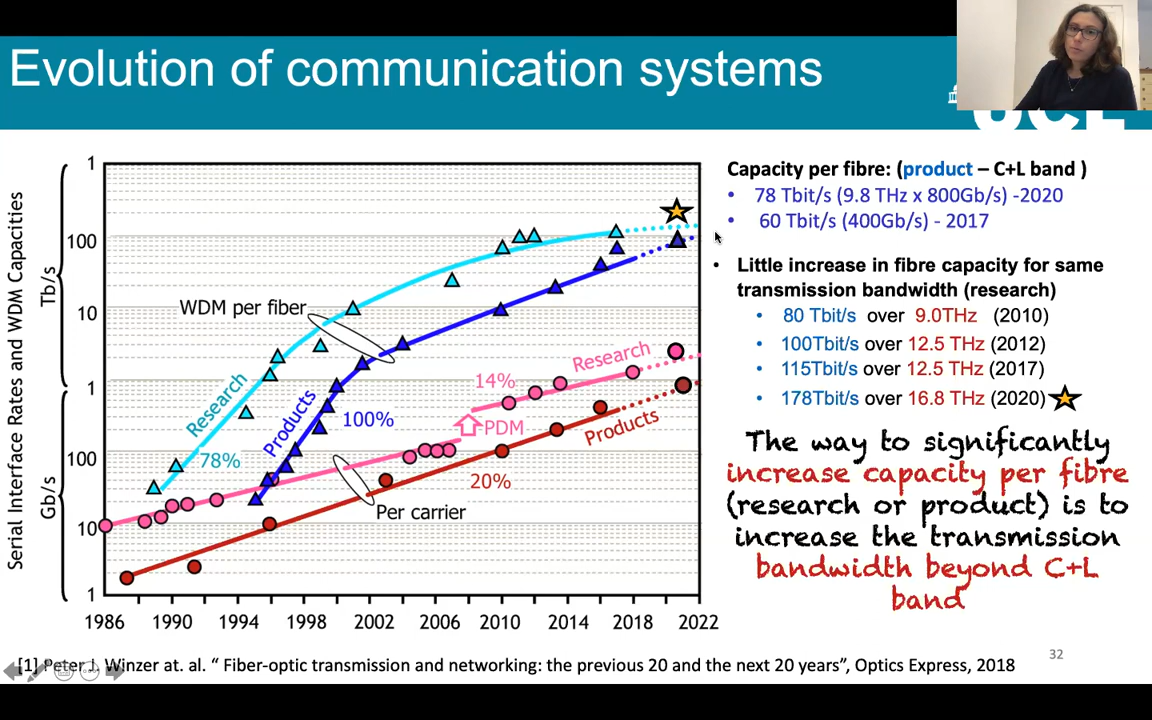 Evolution of communication systems
UCL
Serial Interface Rates and WDM Capacities
Tb/s
Gb/s
1
100
10
1
100
10
1
WDM per fiber
Research
78%
Products
100%
14%
Research
PDM
Products
20%
Per carrier
1986 1990 1994 1998 2002 2006 2010 2014 2018 2022
Capacity per fibre: (product – C+L band )
• 78 Tbit/s (9.8 THz x 800Gb/s) -2020
• 60 Tbit/s (400Gb/s) - 2017
• Little increase in fibre capacity for same
transmission bandwidth (research)
• 80 Tbit/s over 9.0THz (2010)
• 100Tbit/s over 12.5 THz (2012)
• 115Tbit/s over 12.5 THz (2017)
• 178Tbit/s over 16.8 THz (2020)
The way to significantly
increase capacity per fibre
(research or product) is to
increase the transmission
bandwidth beyond C+L
band
32
[1] Peter J. Winzer at. al. “ Fiber-optic transmission and networking: the previous 20 and the next 20 years”, Optics Express, 2018